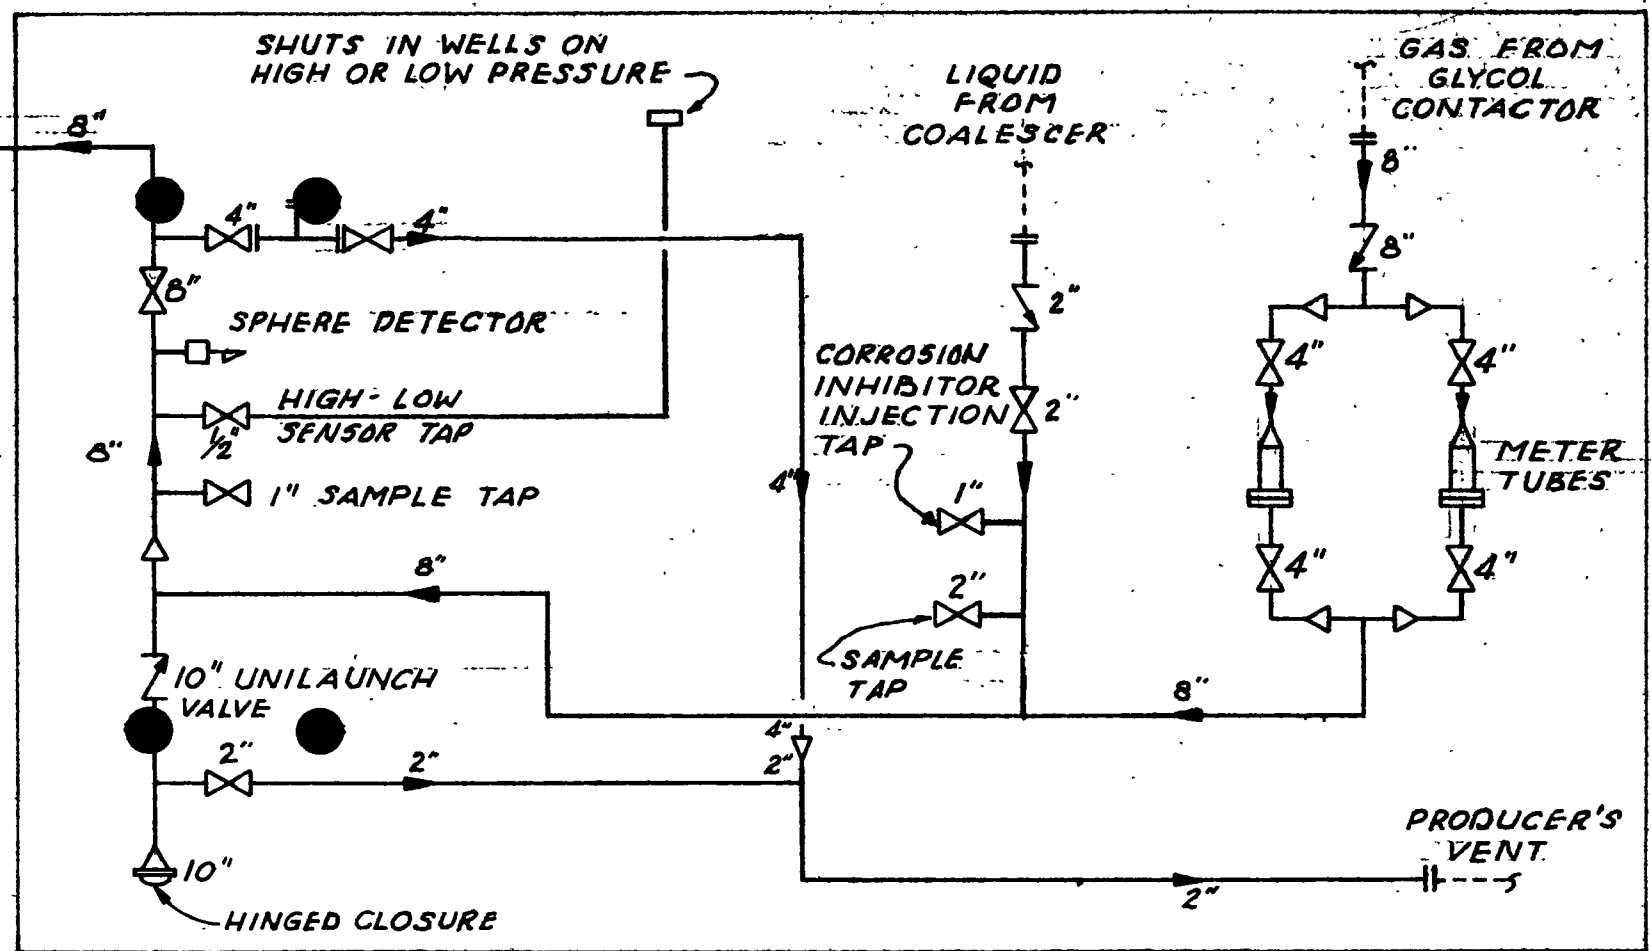 SHUTS IN WELLS ON
HIGH OR LOW PRESSURE
LIQUID
FROM
COALESCER
GAS FROM
GLYCOL
CONTACTOR
8"
8"
4"
4"
8"
8"
2"
SPHERE DETECTOR
CORROSION
INHIBITOR
INJECTION
TAP
2"
4"
4"
HIGH-LOW
SENSOR TAP
1/2"
8"
METER
TUBES
4"
1"
1" SAMPLE TAP
8"
2"
4"
4"
SAMPLE
TAP
10" UNILAUNCH
VALVE
8"
4"
2"
2"
2"
PRODUCER'S
VENT
10"
2"
HINGED CLOSURE